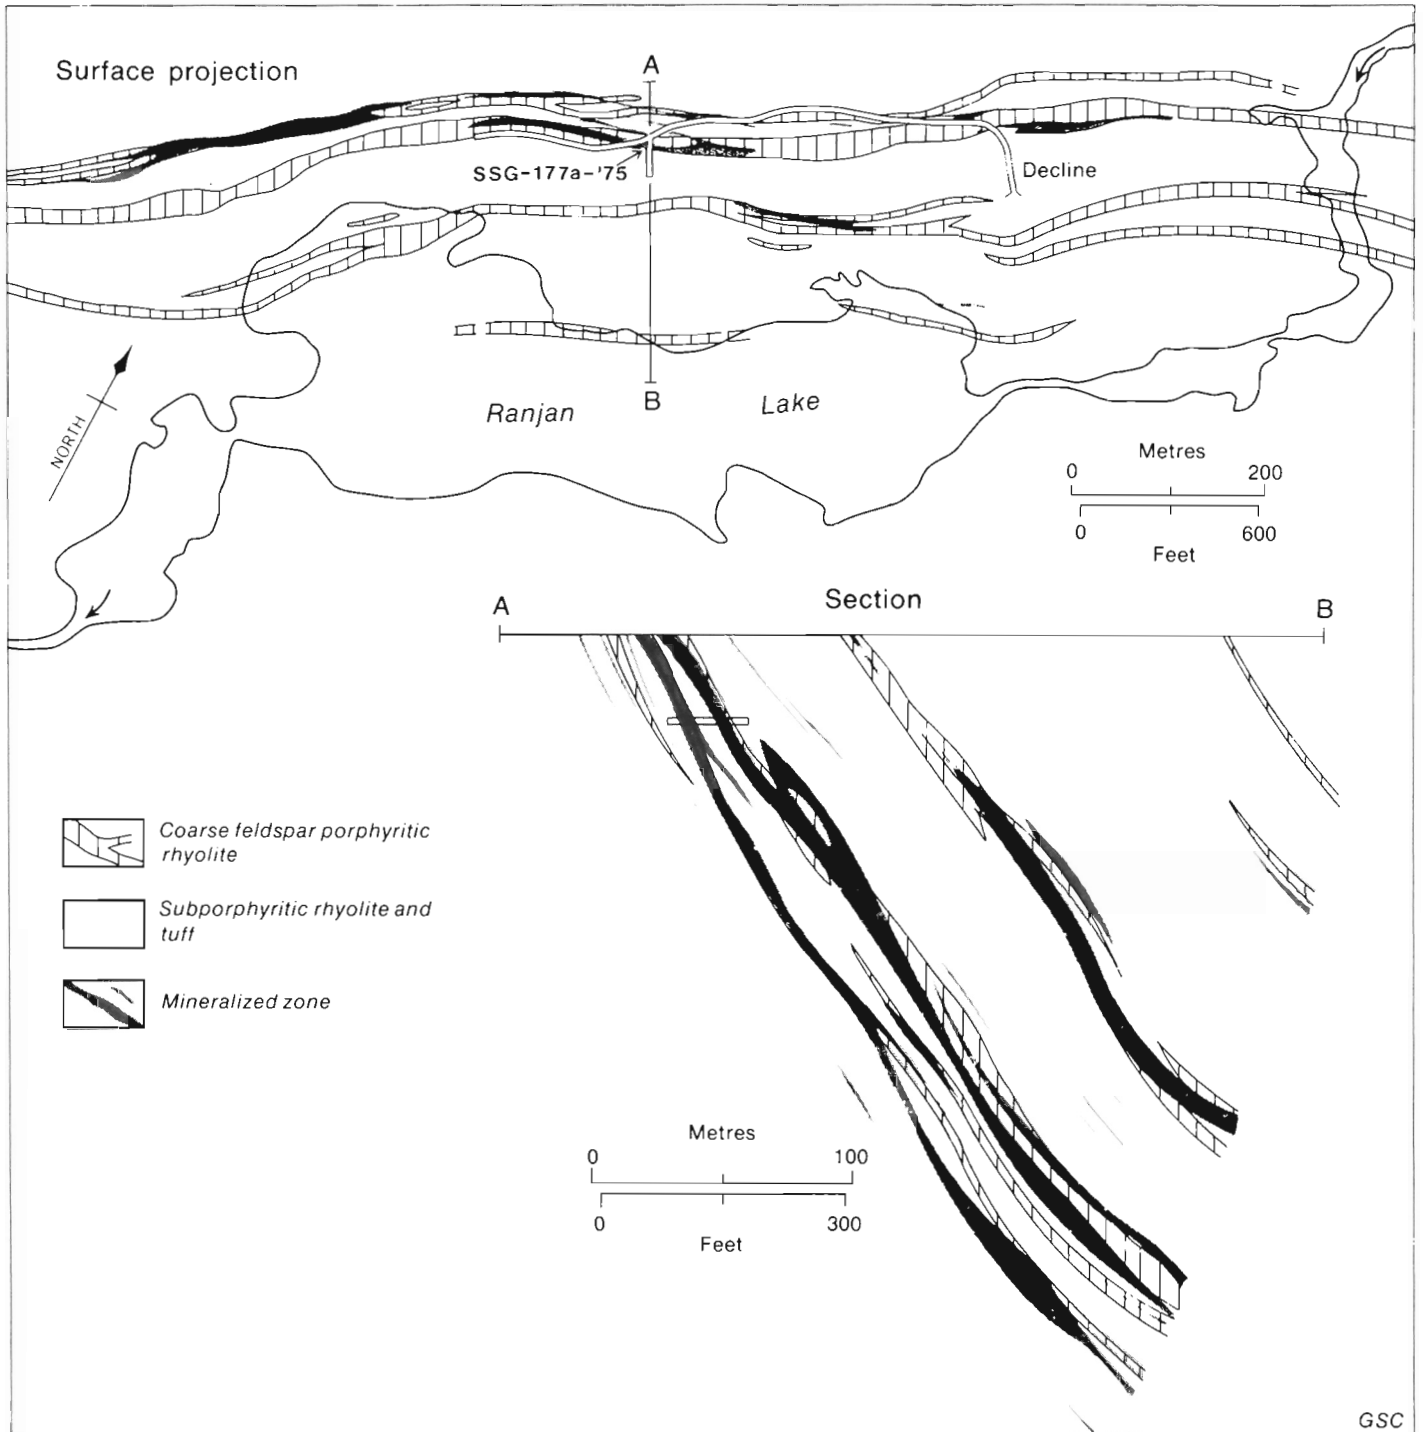 Surface projection
A
SSG-177a-'75
Decline
B
Ranjan Lake
NORTH
Metres
0 200
0 600
Feet
Section
A B
Coarse feldspar porphyritic
rhyolite
Subporphyritic rhyolite and
tuff
Mineralized zone
Metres
0 100
0 300
Feet
GSC